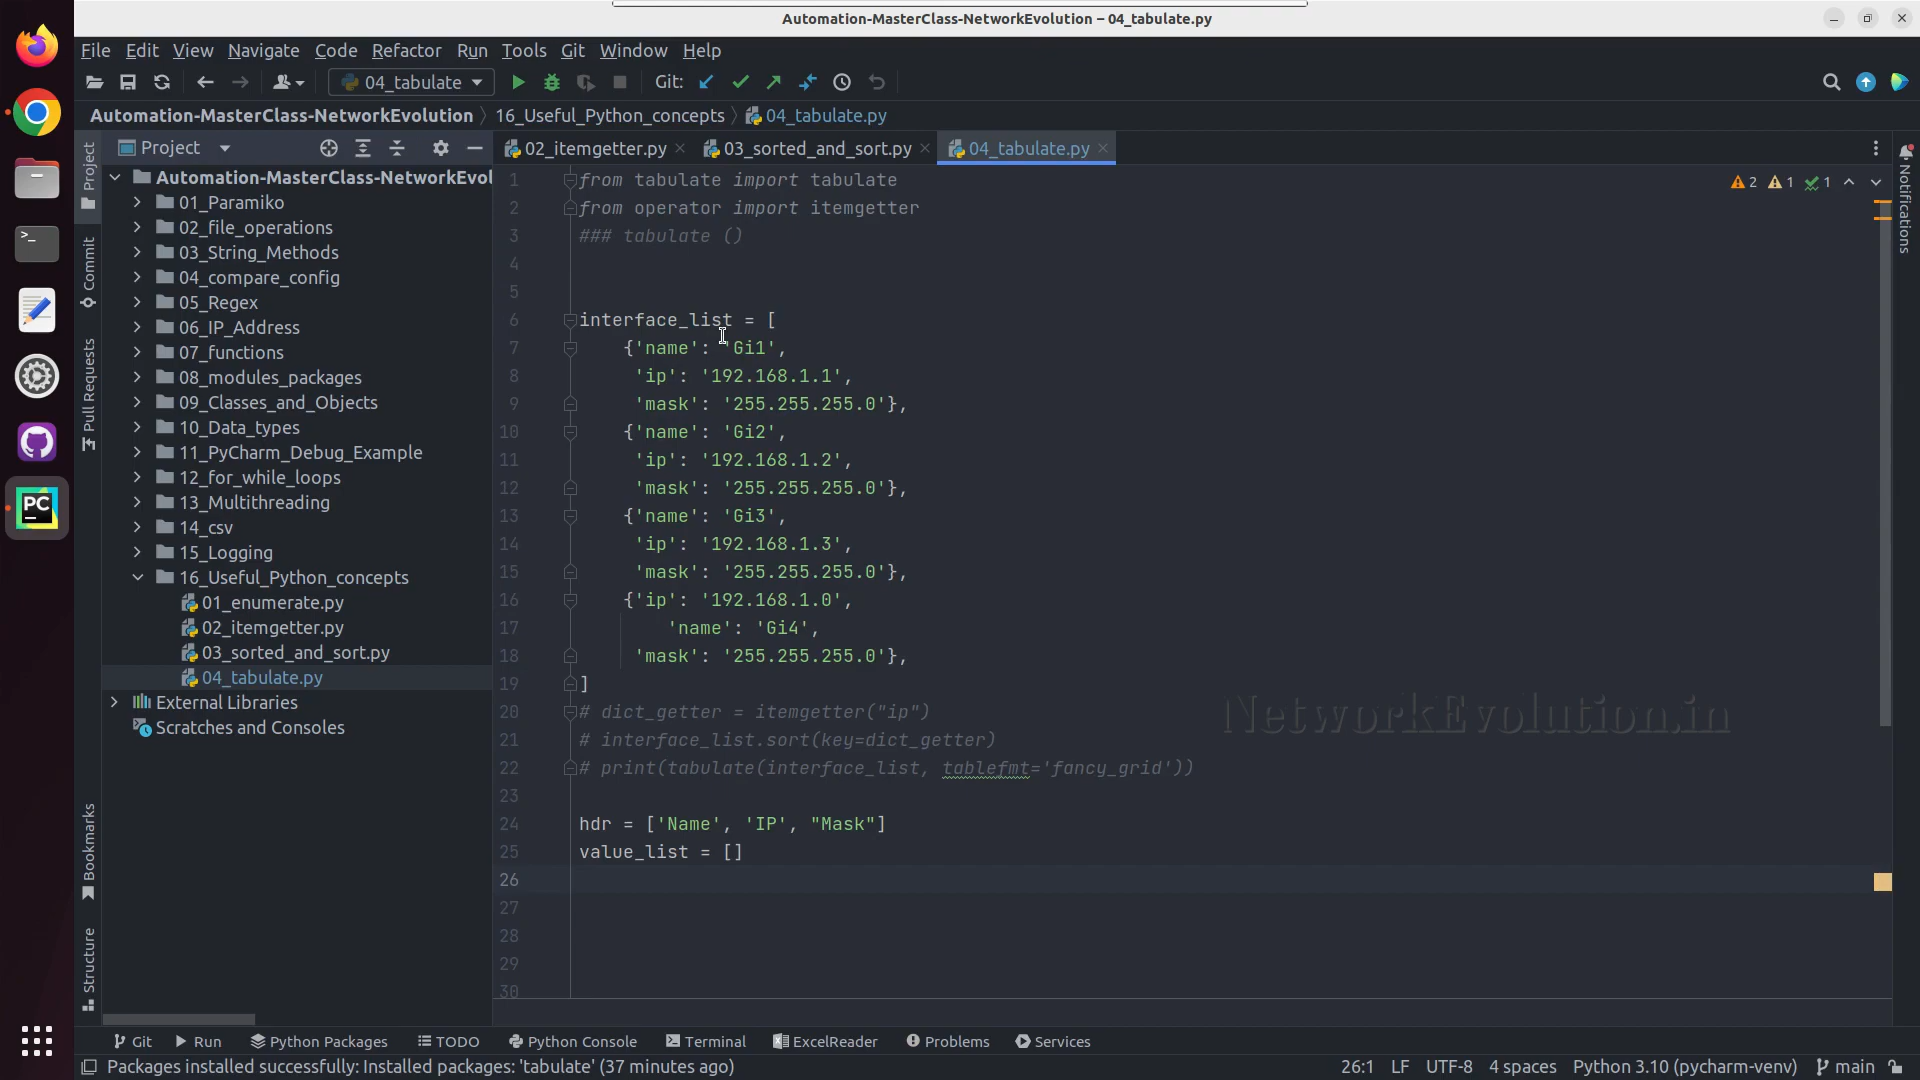 Automation-MasterClass-NetworkEvolution – 04_tabulate.py
File Edit View Navigate Code Refactor Run Tools Git Window Help
04_tabulate Git:
Automation-MasterClass-NetworkEvolution 16_Useful_Python_concepts 04_tabulate.py
Project
02_itemgetter.py 03_sorted_and_sort.py 04_tabulate.py
Project
Commit
Pull Requests
Bookmarks
Structure
Notifications
Automation-MasterClass-NetworkEvol
01_Paramiko
02_file_operations
03_String_Methods
04_compare_config
05_Regex
06_IP_Address
07_functions
08_modules_packages
09_Classes_and_Objects
10_Data_types
11_PyCharm_Debug_Example
12_for_while_loops
13_Multithreading
14_csv
15_Logging
16_Useful_Python_concepts
01_enumerate.py
02_itemgetter.py
03_sorted_and_sort.py
04_tabulate.py
External Libraries
Scratches and Consoles
2 1 1
1 from tabulate import tabulate
2 from operator import itemgetter
3 ### tabulate ()
4
5
6 interface_list = [
7 {'name': 'Gi1',
8 'ip': '192.168.1.1',
9 'mask': '255.255.255.0'},
10 {'name': 'Gi2',
11 'ip': '192.168.1.2',
12 'mask': '255.255.255.0'},
13 {'name': 'Gi3',
14 'ip': '192.168.1.3',
15 'mask': '255.255.255.0'},
16 {'ip': '192.168.1.0',
17 'name': 'Gi4',
18 'mask': '255.255.255.0'},
19 ]
20 # dict_getter = itemgetter("ip")
21 # interface_list.sort(key=dict_getter)
22 # print(tabulate(interface_list, tablefmt='fancy_grid'))
23
24 hdr = ['Name', 'IP', "Mask"]
25 value_list = []
26
27
28
29
30
NetworkEvolution.in
PC
Git Run Python Packages TODO Python Console Terminal ExcelReader Problems Services
Packages installed successfully: Installed packages: 'tabulate' (37 minutes ago) 26:1 LF UTF-8 4 spaces Python 3.10 (pycharm-venv) main